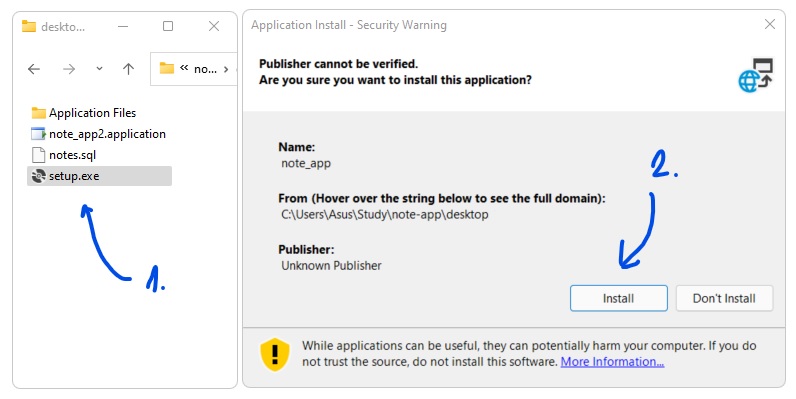 deskto...
no...
Application Files
note_app2.application
notes.sql
setup.exe
1.
Application Install - Security Warning
Publisher cannot be verified.
Are you sure you want to install this application?
Name:
note_app
2.
From (Hover over the string below to see the full domain):
C:\Users\Asus\Study\note-app\desktop
Publisher:
Unknown Publisher
Install
Don't Install
While applications can be useful, they can potentially harm your computer. If you do
not trust the source, do not install this software. More Information...